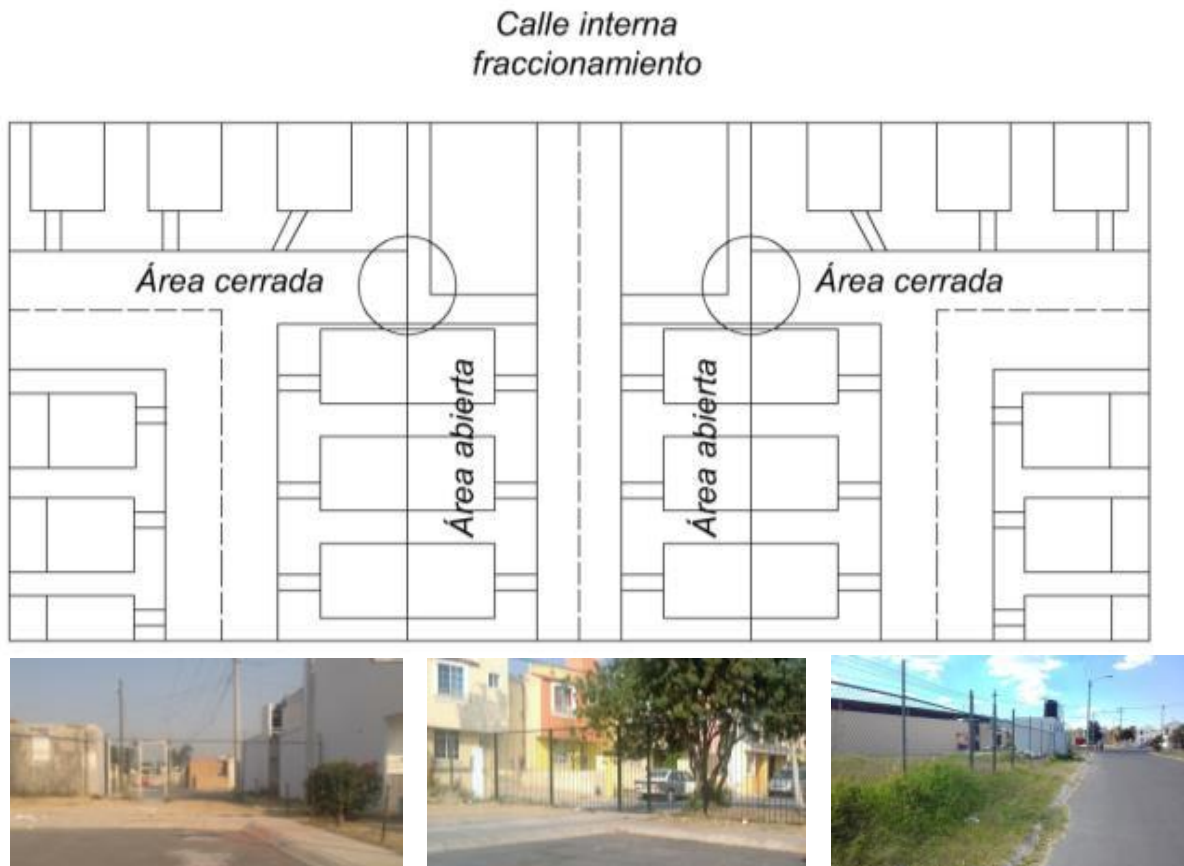 Calle interna
fraccionamiento
Área cerrada
Área cerrada
Área abierta
Área abierta